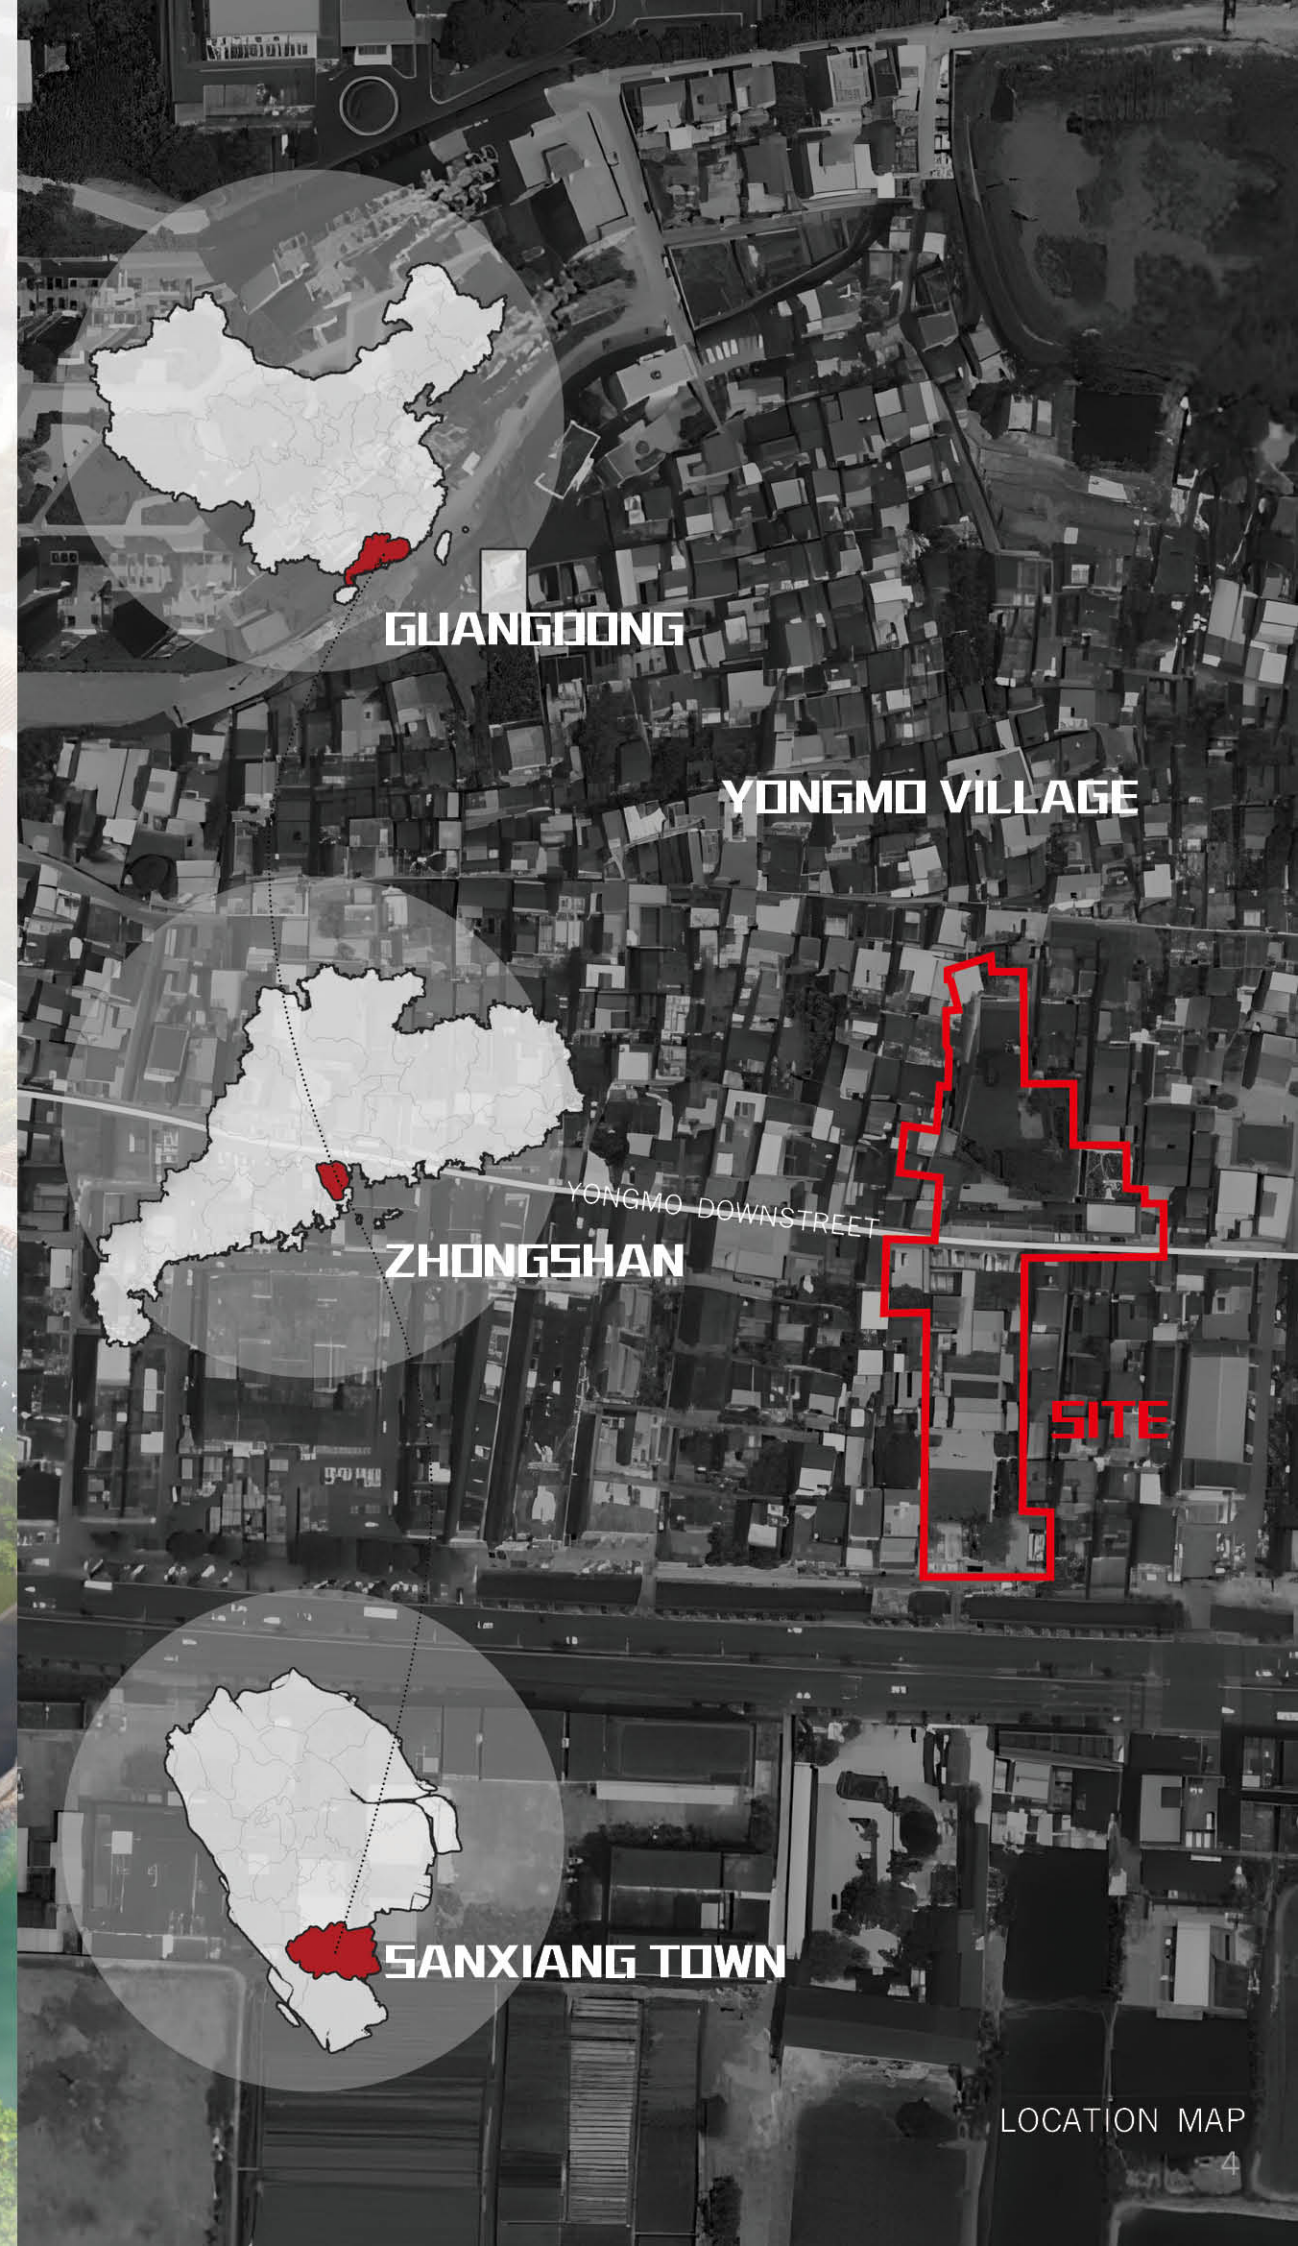 GUANGDONG
YONGMO VILLAGE
YONGMO DOWNSTREET
ZHONGSHAN
SITE
SANXIANG TOWN
LOCATION MAP
4